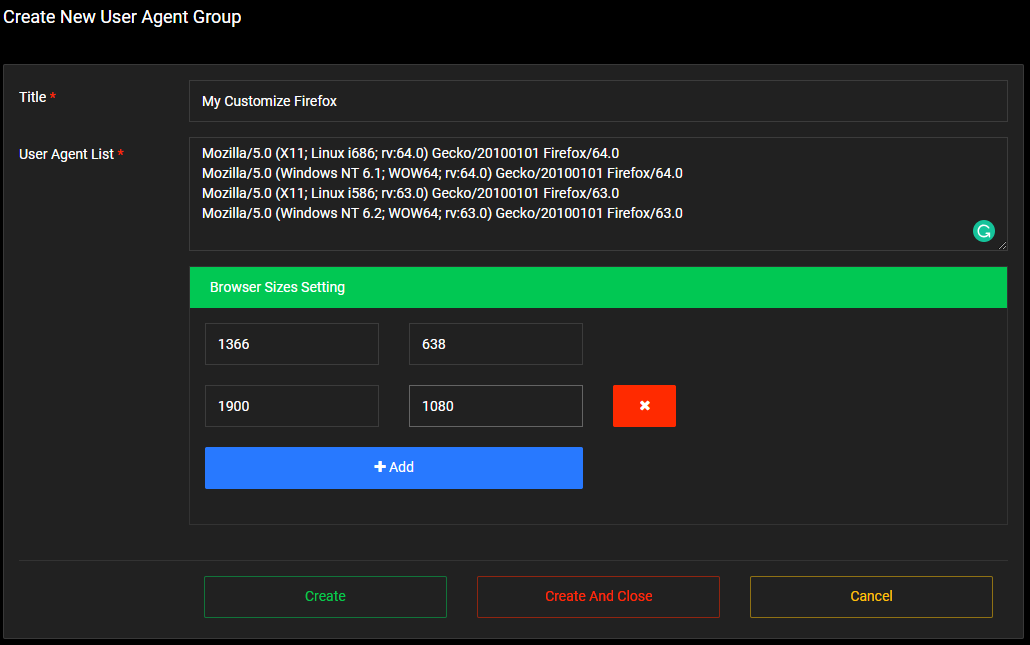 Create New User Agent Group
Title *
My Customize Firefox
User Agent List *
Mozilla/5.0 (X11; Linux i686; rv:64.0) Gecko/20100101 Firefox/64.0
Mozilla/5.0 (Windows NT 6.1; WOW64; rv:64.0) Gecko/20100101 Firefox/64.0
Mozilla/5.0 (X11; Linux i586; rv:63.0) Gecko/20100101 Firefox/63.0
Mozilla/5.0 (Windows NT 6.2; WOW64; rv:63.0) Gecko/20100101 Firefox/63.0
Browser Sizes Setting
1366 638
1900 1080
Add
Create Create And Close Cancel